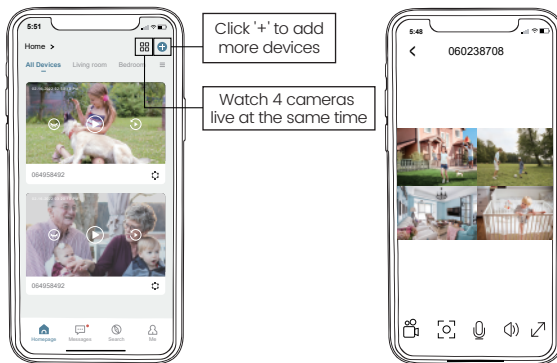 5:51
Home >
All Devices Living room Bedroom
064958492
064958492
Homepage Messages Search Me
Click '+' to add
more devices
Watch 4 cameras
live at the same time
5:48
060238708